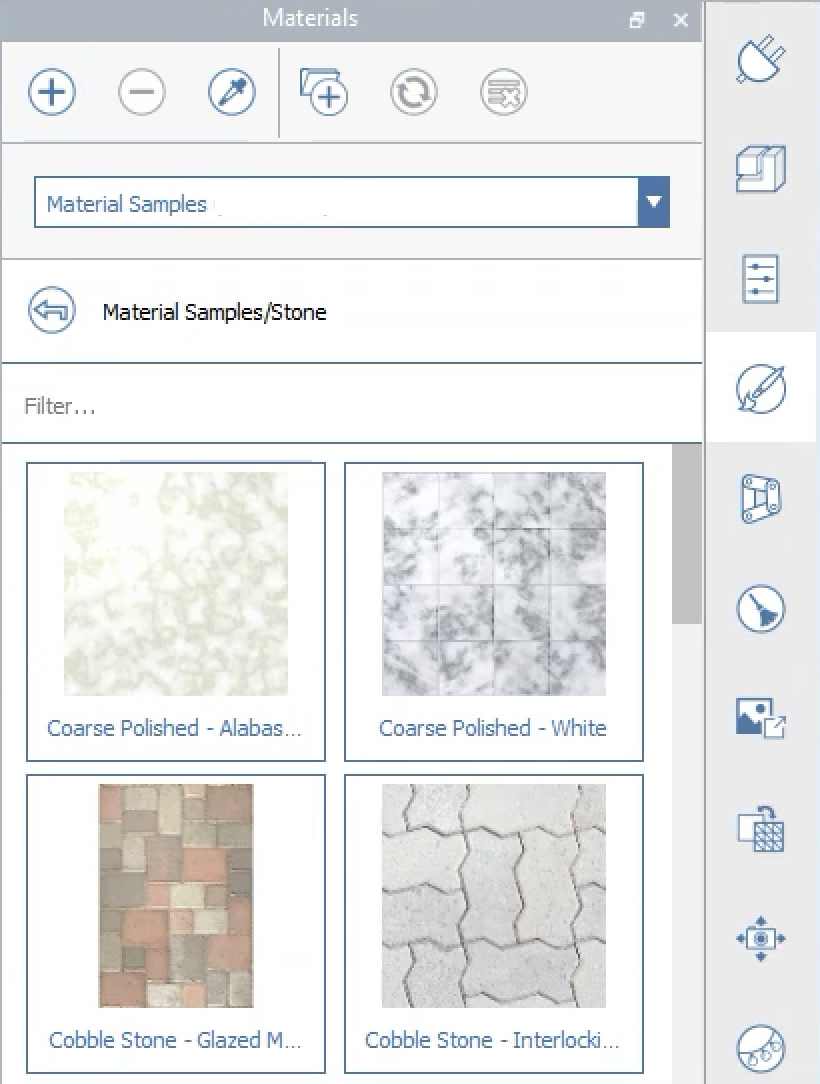 Materials
Material Samples
Material Samples/Stone
Filter...
Coarse Polished - Alabas...
Coarse Polished - White
Cobble Stone - Glazed M...
Cobble Stone - Interlocki...